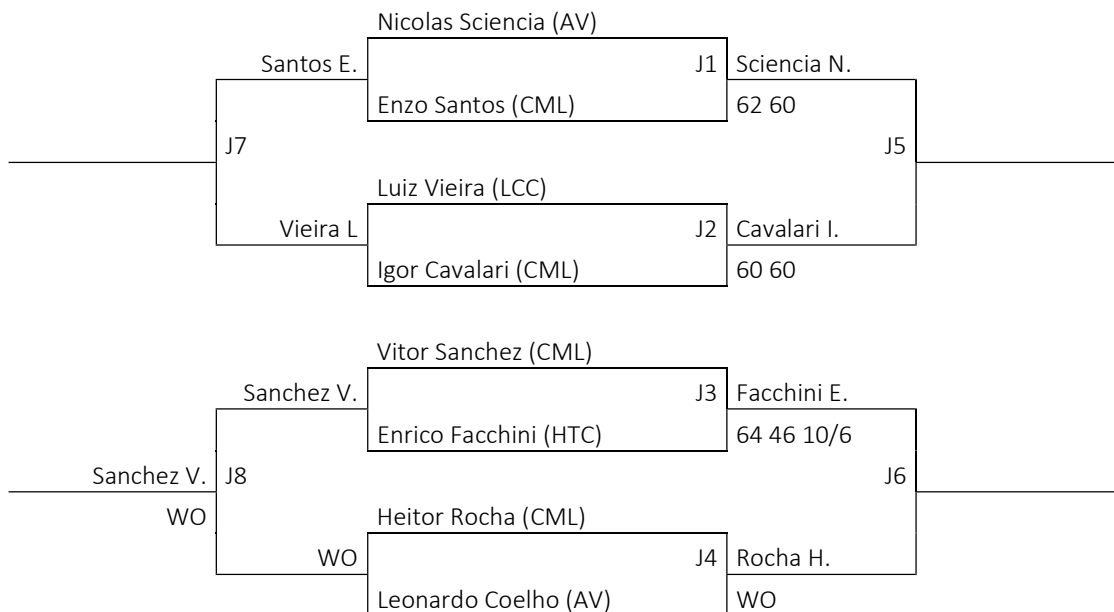 Nicolas Sciencia (AV)
Santos E. J1 Sciencia N.
Enzo Santos (CML) 62 60
J7 J5
Luiz Vieira (LCC)
Vieira L J2 Cavalari I.
Igor Cavalari (CML) 60 60
Vitor Sanchez (CML)
Sanchez V. J3 Facchini E.
Enrico Facchini (HTC) 64 46 10/6
Sanchez V. J8 J6
WO Heitor Rocha (CML)
WO J4 Rocha H.
Leonardo Coelho (AV) WO